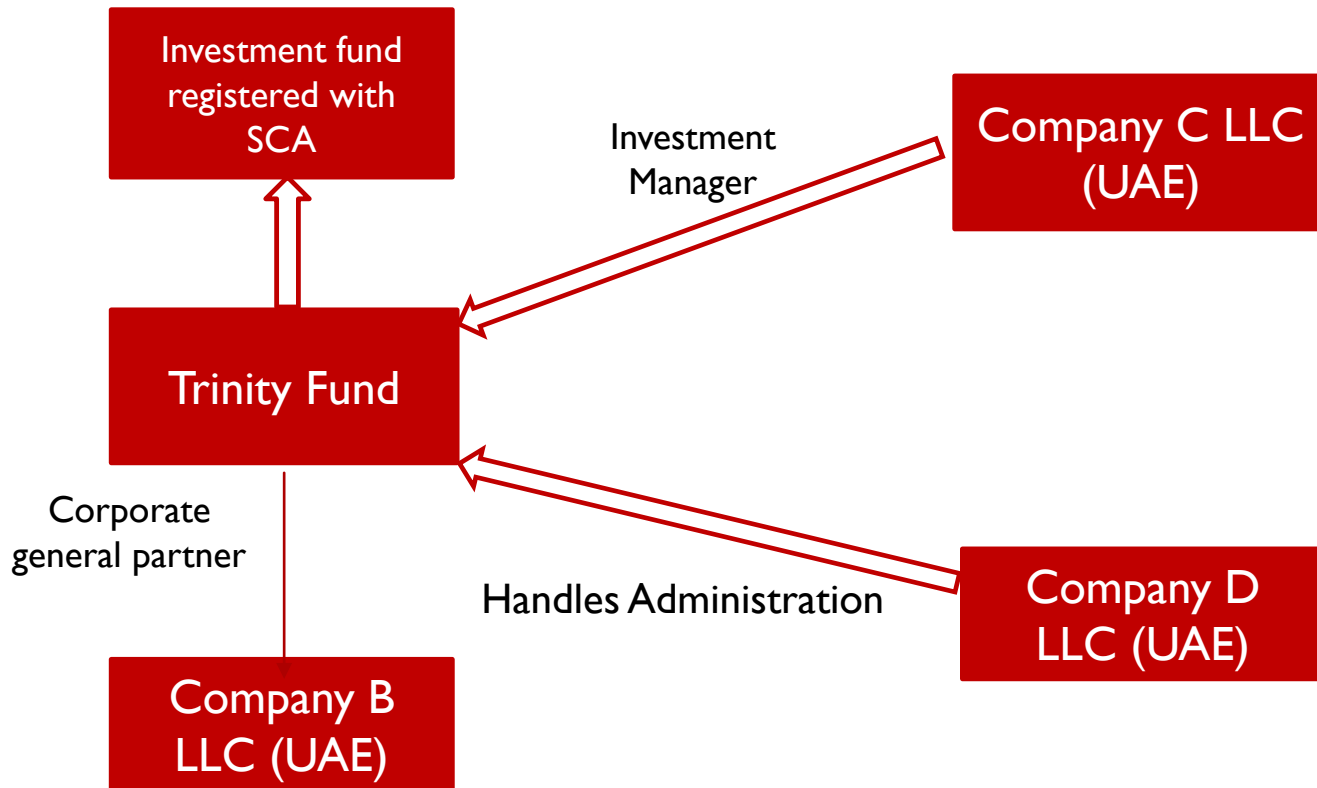 Investment fund
registered with
SCA
Investment
Manager
Company C LLC
(UAE)
Trinity Fund
Corporate
general partner
Handles Administration
Company D
LLC (UAE)
Company B
LLC (UAE)